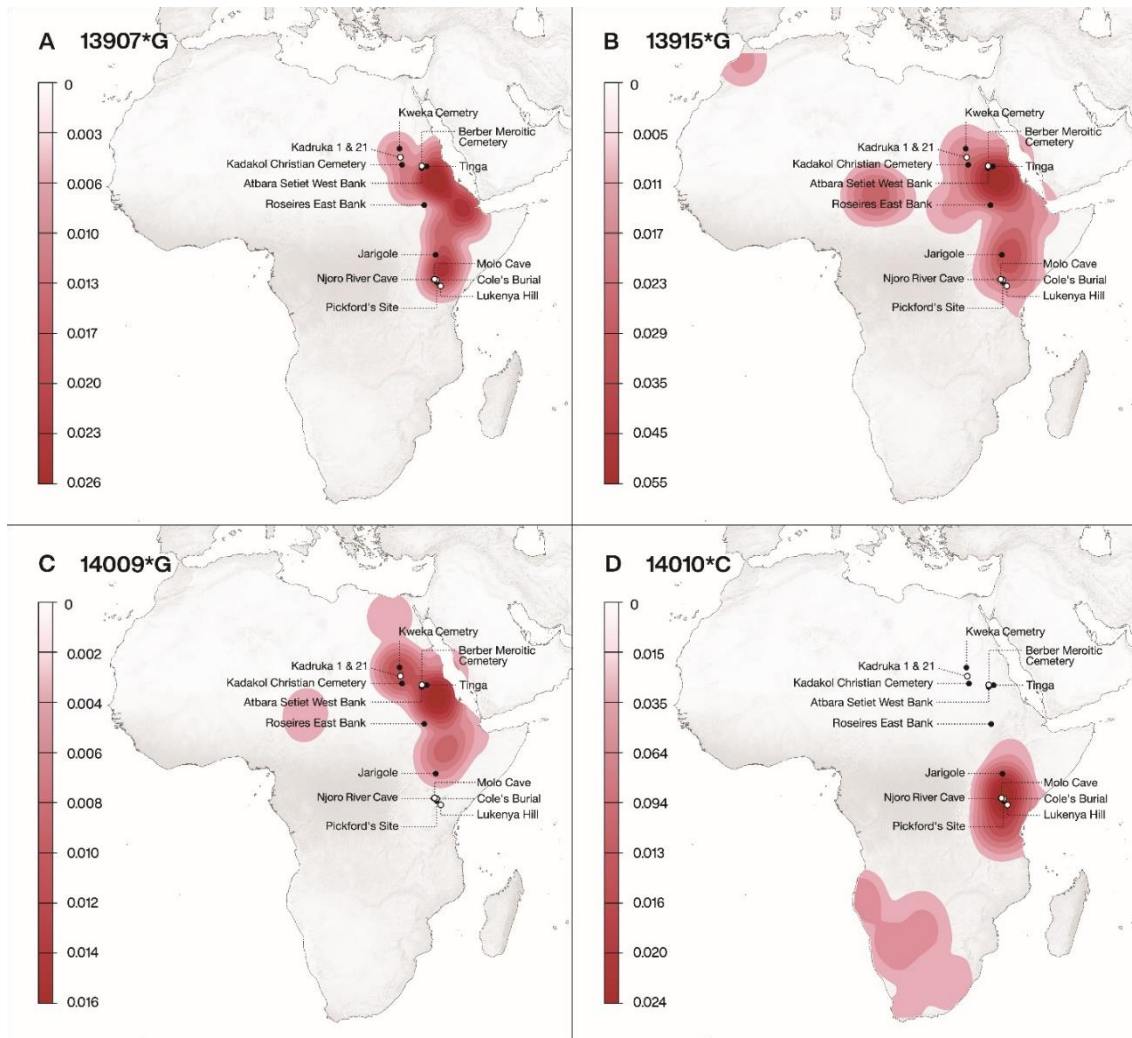 A 13907*G
0
0.003
0.006
0.010
0.013
0.017
0.020
0.023
0.026
Kweka Cemetry
Kadruka 1 & 21
Berber Meroitic
Cemetery
Kadakol Christian Cemetery
Tinga
Atbara Setiet West Bank
Roseires East Bank
Jarigole
Molo Cave
Njoro River Cave
Cole's Burial
Lukenya Hill
Pickford's Site
B 13915*G
0
0.005
0.011
0.017
0.023
0.029
0.035
0.045
0.055
Kweka Cemetry
Kadruka 1 & 21
Berber Meroitic
Cemetery
Kadakol Christian Cemetery
Tinga
Atbara Setiet West Bank
Roseires East Bank
Jarigole
Molo Cave
Njoro River Cave
Cole's Burial
Lukenya Hill
Pickford's Site
C 14009*G
0
0.002
0.004
0.006
0.008
0.010
0.012
0.014
0.016
Kweka Cemetry
Kadruka 1 & 21
Berber Meroitic
Cemetery
Kadakol Christian Cemetery
Tinga
Atbara Setiet West Bank
Roseires East Bank
Jarigole
Molo Cave
Njoro River Cave
Cole's Burial
Lukenya Hill
Pickford's Site
D 14010*C
0
0.015
0.035
0.064
0.094
0.013
0.016
0.020
0.024
Kweka Cemetry
Kadruka 1 & 21
Berber Meroitic
Cemetery
Kadakol Christian Cemetery
Tinga
Atbara Setiet West Bank
Roseires East Bank
Jarigole
Molo Cave
Njoro River Cave
Cole's Burial
Lukenya Hill
Pickford's Site